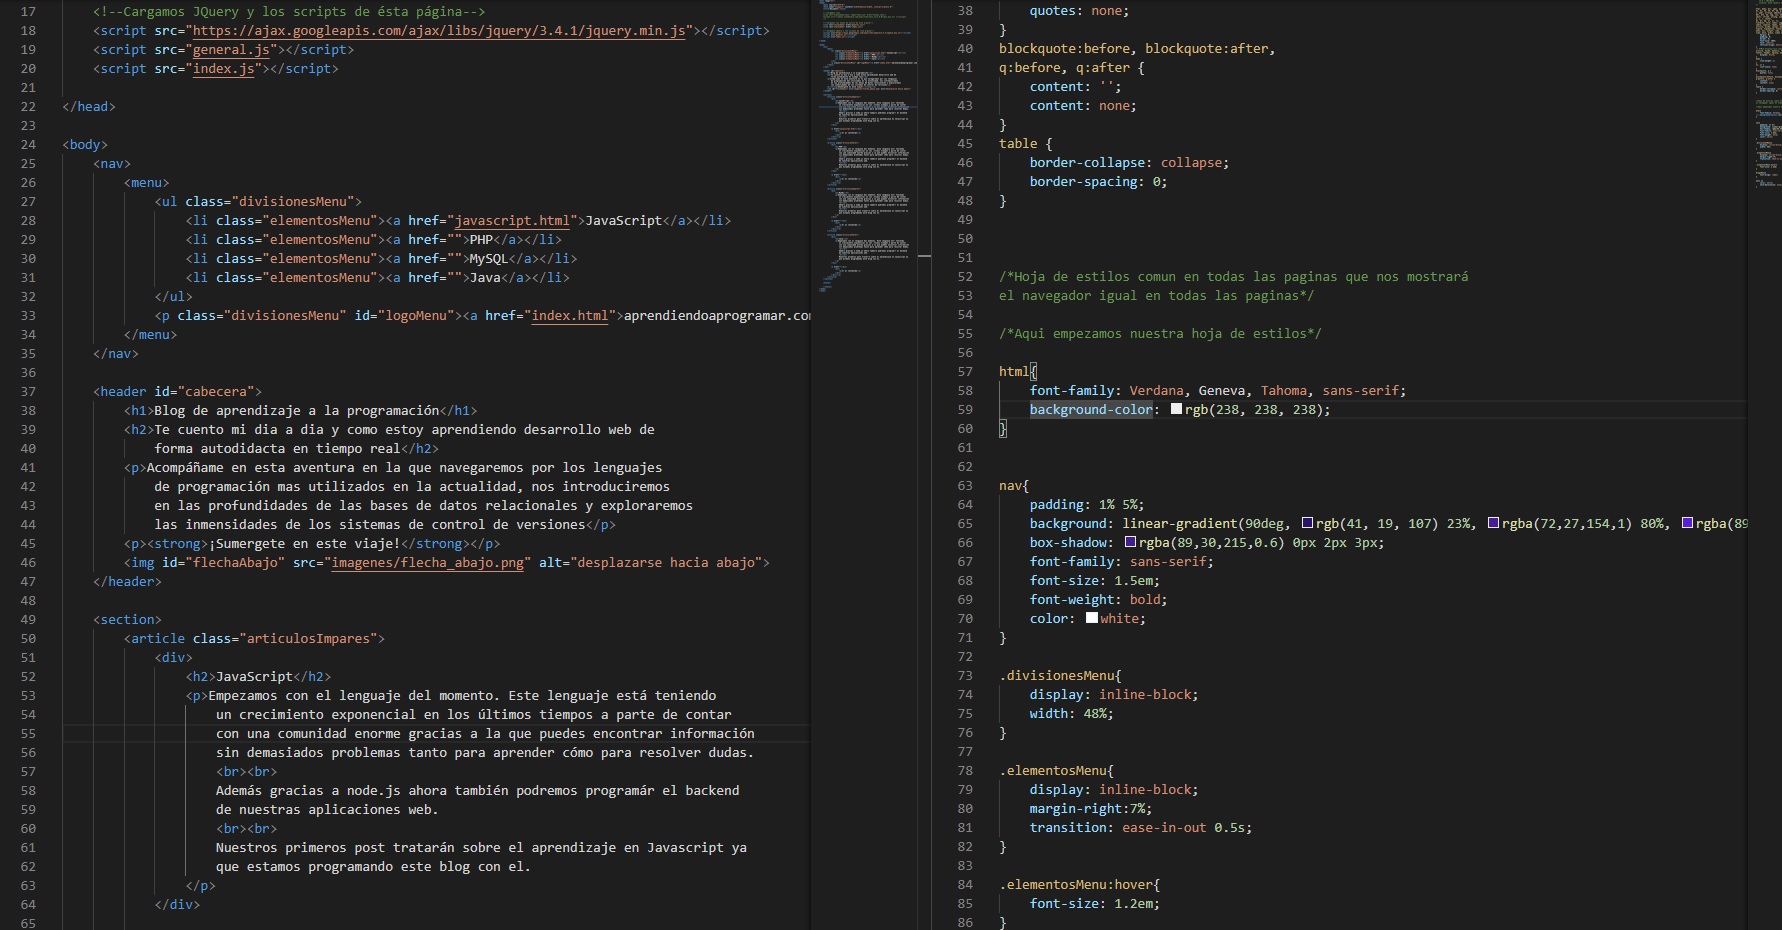 17 <!--Cargamos JQuery y los scripts de ésta página-->
18 <script src="https://ajax.googleapis.com/ajax/libs/jquery/3.4.1/jquery.min.js"></script>
19 <script src="general.js"></script>
20 <script src="index.js"></script>
21
22 </head>
23
24 <body>
25 <nav>
26 <menu>
27 <ul class="divisionesMenu">
28 <li class="elementosMenu"><a href="javascript.html">JavaScript</a></li>
29 <li class="elementosMenu"><a href="">PHP</a></li>
30 <li class="elementosMenu"><a href="">MySQL</a></li>
31 <li class="elementosMenu"><a href="">Java</a></li>
32 </ul>
33 <p class="divisionesMenu" id="logoMenu"><a href="index.html">aprendiendoaprogramar.co
34 </menu>
35 </nav>
36
37 <header id="cabecera">
38 <h1>Blog de aprendizaje a la programación</h1>
39 <h2>Te cuento mi dia a dia y como estoy aprendiendo desarrollo web de
40 forma autodidacta en tiempo real</h2>
41 <p>Acompáñame en esta aventura en la que navegaremos por los lenguajes
42 de programación mas utilizados en la actualidad, nos introduciremos
43 en las profundidades de las bases de datos relacionales y exploraremos
44 las inmensidades de los sistemas de control de versiones</p>
45 <p><strong>¡Sumergete en este viaje!</strong></p>
46 <img id="flechaAbajo" src="imagenes/flecha_abajo.png" alt="desplazarse hacia abajo">
47 </header>
48
49 <section>
50 <article class="articulosImpares">
51 <div>
52 <h2>JavaScript</h2>
53 <p>Empezamos con el lenguaje del momento. Este lenguaje está teniendo
54 un crecimiento exponencial en los últimos tiempos a parte de contar
55 con una comunidad enorme gracias a la que puedes encontrar información
56 sin demasiados problemas tanto para aprender cómo para resolver dudas.
57 <br><br>
58 Además gracias a node.js ahora también podremos programár el backend
59 de nuestras aplicaciones web.
60 <br><br>
61 Nuestros primeros post tratarán sobre el aprendizaje en Javascript ya
62 que estamos programando este blog con el.
63 </p>
64 </div>
65
38 quotes: none;
39 }
40 blockquote:before, blockquote:after,
41 q:before, q:after {
42 content: '';
43 content: none;
44 }
45 table {
46 border-collapse: collapse;
47 border-spacing: 0;
48 }
49
50
51
52 /*Hoja de estilos comun en todas las paginas que nos mostrará
53 el navegador igual en todas las paginas*/
54
55 /*Aqui empezamos nuestra hoja de estilos*/
56
57 html{
58 font-family: Verdana, Geneva, Tahoma, sans-serif;
59 background-color: rgb(238, 238, 238);
60 }
61
62
63 nav{
64 padding: 1% 5%;
65 background: linear-gradient(90deg, rgb(41, 19, 107) 23%, rgba(72,27,154,1) 80%, rgba(89
66 box-shadow: rgba(89,30,215,0.6) 0px 2px 3px;
67 font-family: sans-serif;
68 font-size: 1.5em;
69 font-weight: bold;
70 color: white;
71 }
72
73 .divisionesMenu{
74 display: inline-block;
75 width: 48%;
76 }
77
78 .elementosMenu{
79 display: inline-block;
80 margin-right:7%;
81 transition: ease-in-out 0.5s;
82 }
83
84 .elementosMenu:hover{
85 font-size: 1.2em;
86 }